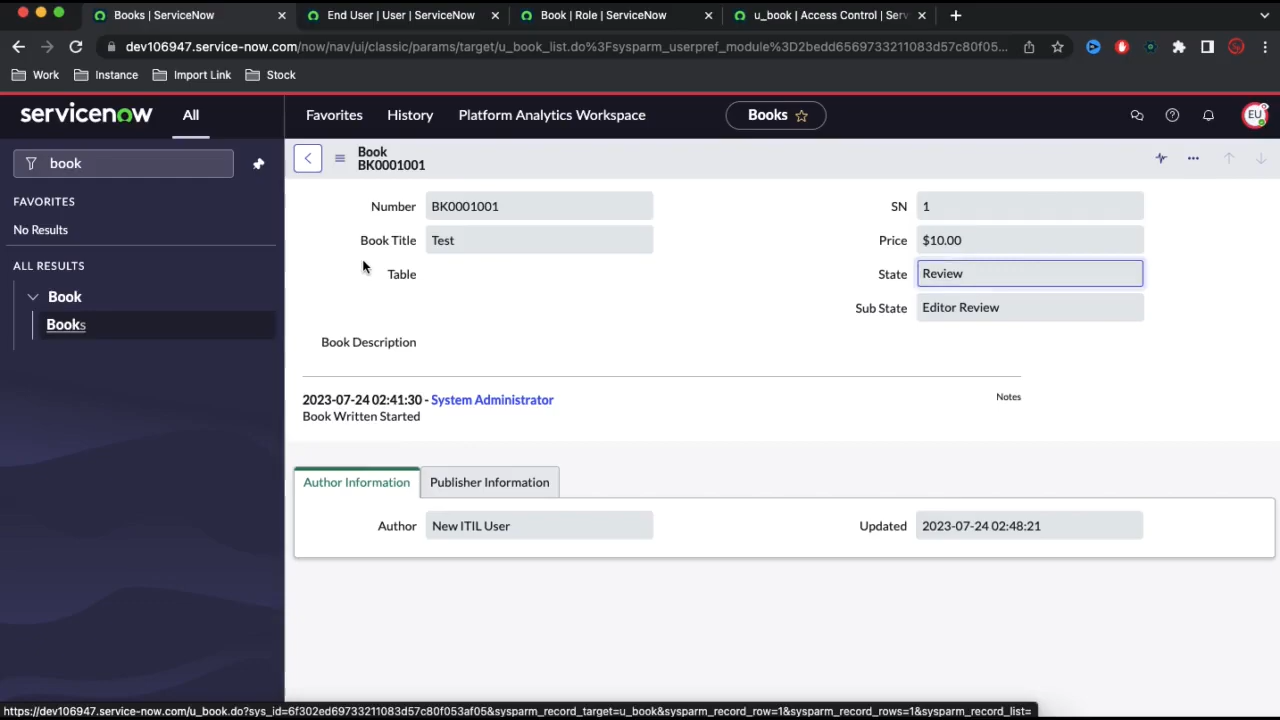 Books | ServiceNow
End User | User | ServiceNow
Book | Role | ServiceNow
u_book | Access Control | Serv
dev106947.service-now.com/now/nav/ui/classic/params/target/u_book_list.do%3Fsysparm_userpref_module%3D2bedd6569733211083d57c80f05...
Work
Instance
Import Link
Stock
servicenow
All
Favorites
History
Platform Analytics Workspace
Books
EU
book
FAVORITES
No Results
ALL RESULTS
Book
Books
Book
BK0001001
Number
BK0001001
SN
1
Book Title
Test
Price
$10.00
Table
State
Review
Sub State
Editor Review
Book Description
2023-07-24 02:41:30 - System Administrator
Notes
Book Written Started
Author Information
Publisher Information
Author
New ITIL User
Updated
2023-07-24 02:48:21
https://dev106947.service-now.com/u_book.do?sys_id=6f302ed69733211083d57c80f053af05&sysparm_record_target=u_book&sysparm_record_row=1&sysparm_record_rows=1&sysparm_record_list=